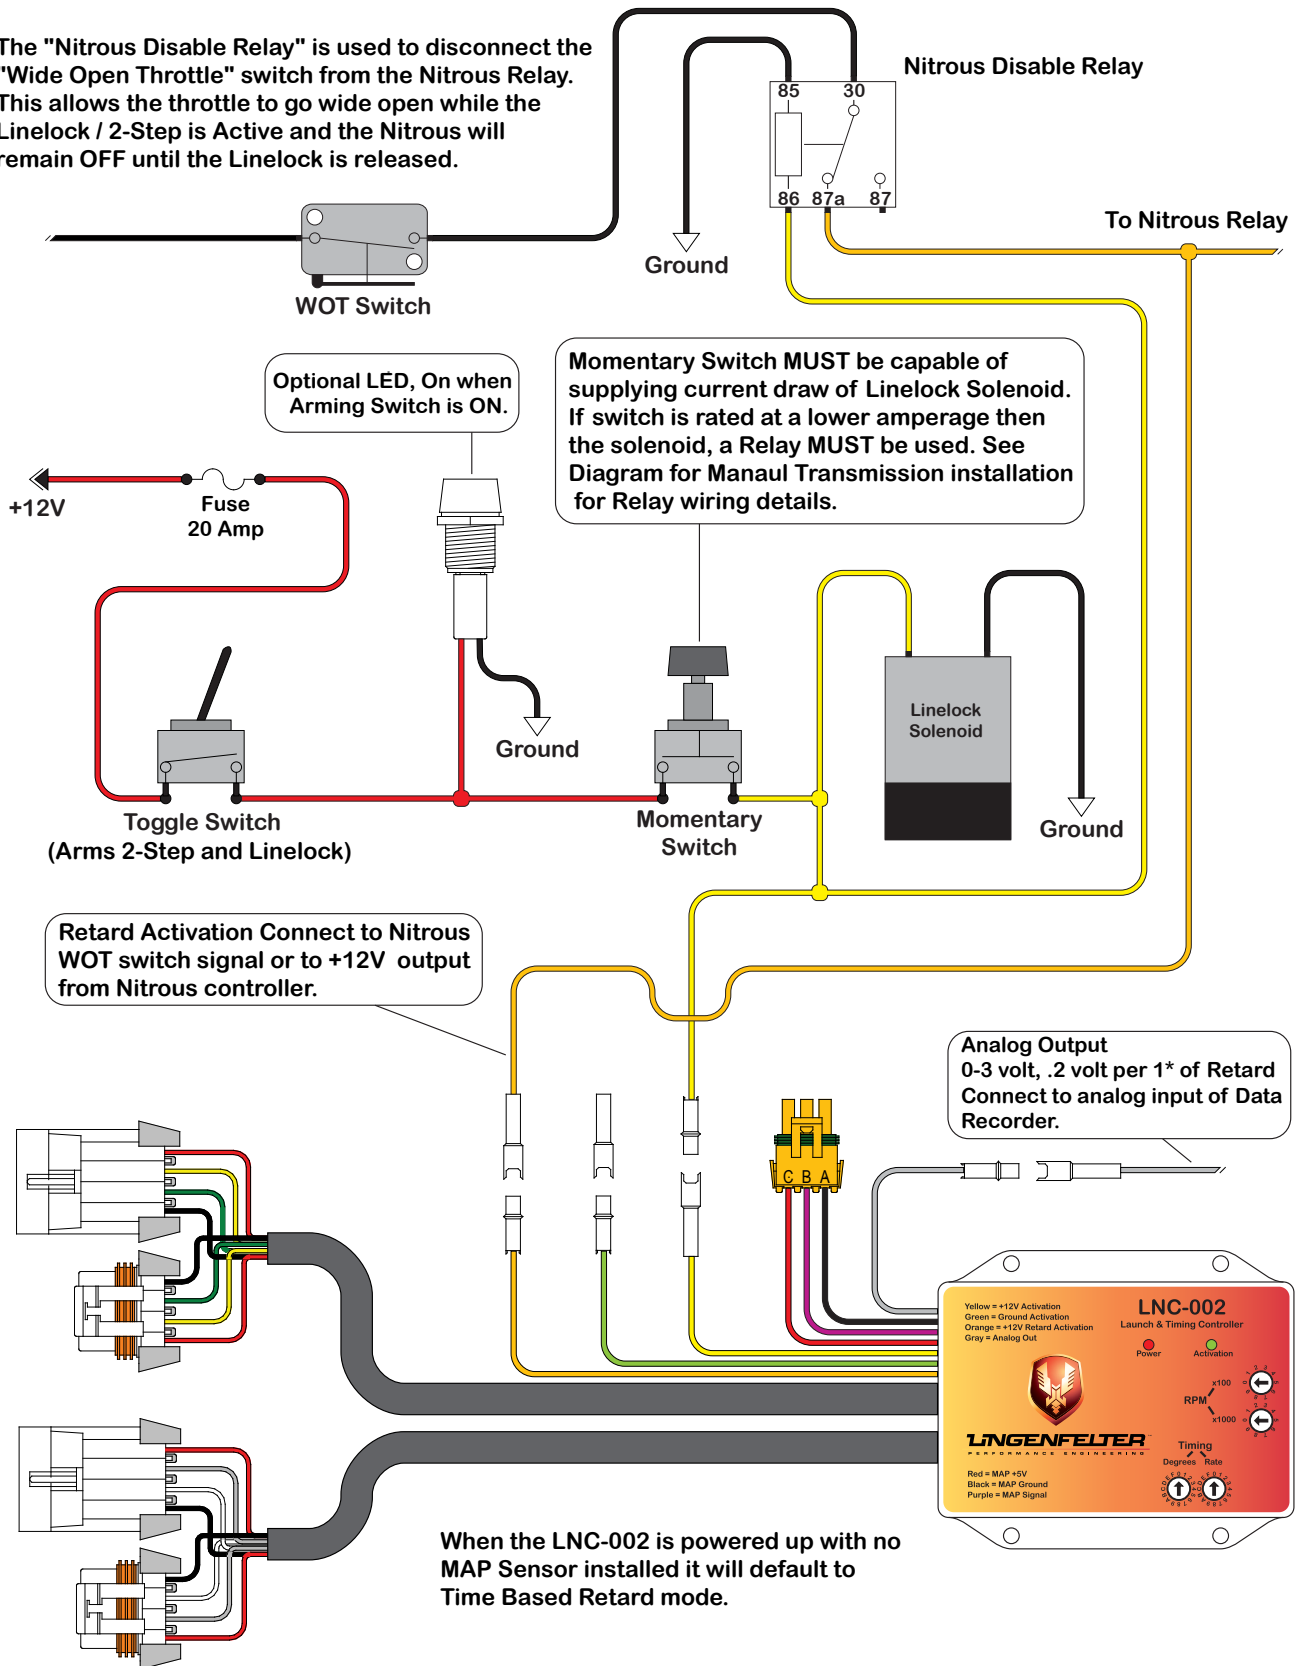 The "Nitrous Disable Relay" is used to disconnect the
"Wide Open Throttle" switch from the Nitrous Relay.
This allows the throttle to go wide open while the
Linelock / 2-Step is Active and the Nitrous will
remain OFF until the Linelock is released.
Nitrous Disable Relay
85 30
86 87a 87
To Nitrous Relay
Ground
WOT Switch
Optional LED, On when
Arming Switch is ON.
Momentary Switch MUST be capable of
supplying current draw of Linelock Solenoid.
If switch is rated at a lower amperage then
the solenoid, a Relay MUST be used. See
Diagram for Manaul Transmission installation
for Relay wiring details.
+12V
Fuse
20 Amp
Linelock
Solenoid
Ground
Ground
Toggle Switch
(Arms 2-Step and Linelock)
Momentary
Switch
Retard Activation Connect to Nitrous
WOT switch signal or to +12V output
from Nitrous controller.
Analog Output
0-3 volt, .2 volt per 1* of Retard
Connect to analog input of Data
Recorder.
C B A
Yellow = +12V Activation
Green = Ground Activation
Orange = +12V Retard Activation
Gray = Analog Out
LNC-002
Launch & Timing Controller
Power
Activation
RPM
x100
x1000
LINGENFELTER
PERFORMANCE ENGINEERING
Timing
Degrees Rate
Red = MAP +5V
Black = MAP Ground
Purple = MAP Signal
When the LNC-002 is powered up with no
MAP Sensor installed it will default to
Time Based Retard mode.